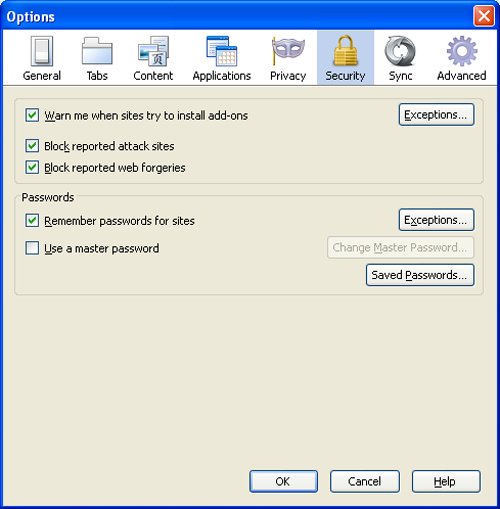 Options
General Tabs Content Applications Privacy Security Sync Advanced
Warn me when sites try to install add-ons Exceptions...
Block reported attack sites
Block reported web forgeries
Passwords
Remember passwords for sites Exceptions...
Use a master password Change Master Password...
Saved Passwords...
OK Cancel Help